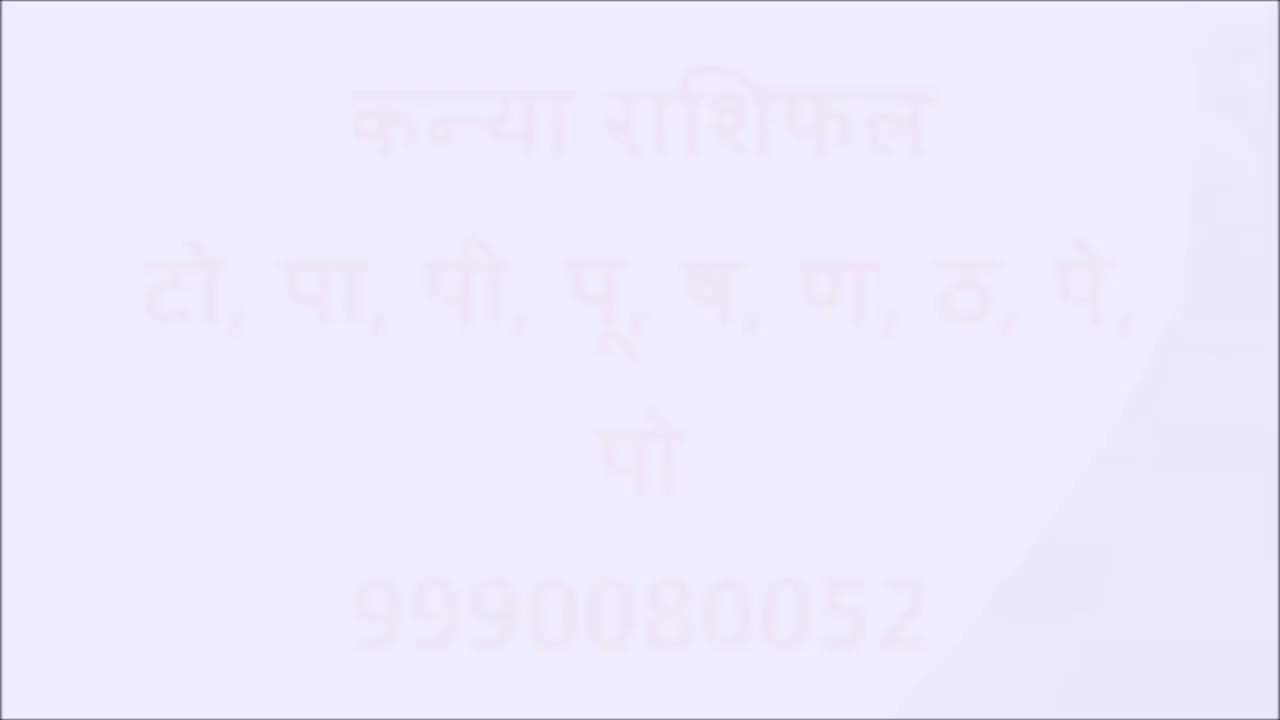 कन्या राशिफल
टो, पा, पी, पू, ष, ण, ठ, पे,
पो
9990080052